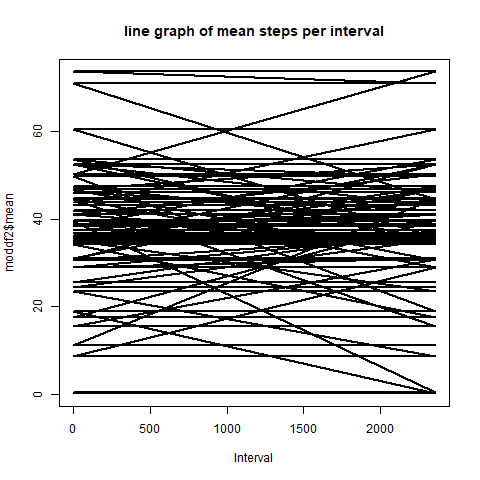 line graph of mean steps per interval
moddf2$mean
60
40
20
0
0 500 1000 1500 2000
Interval